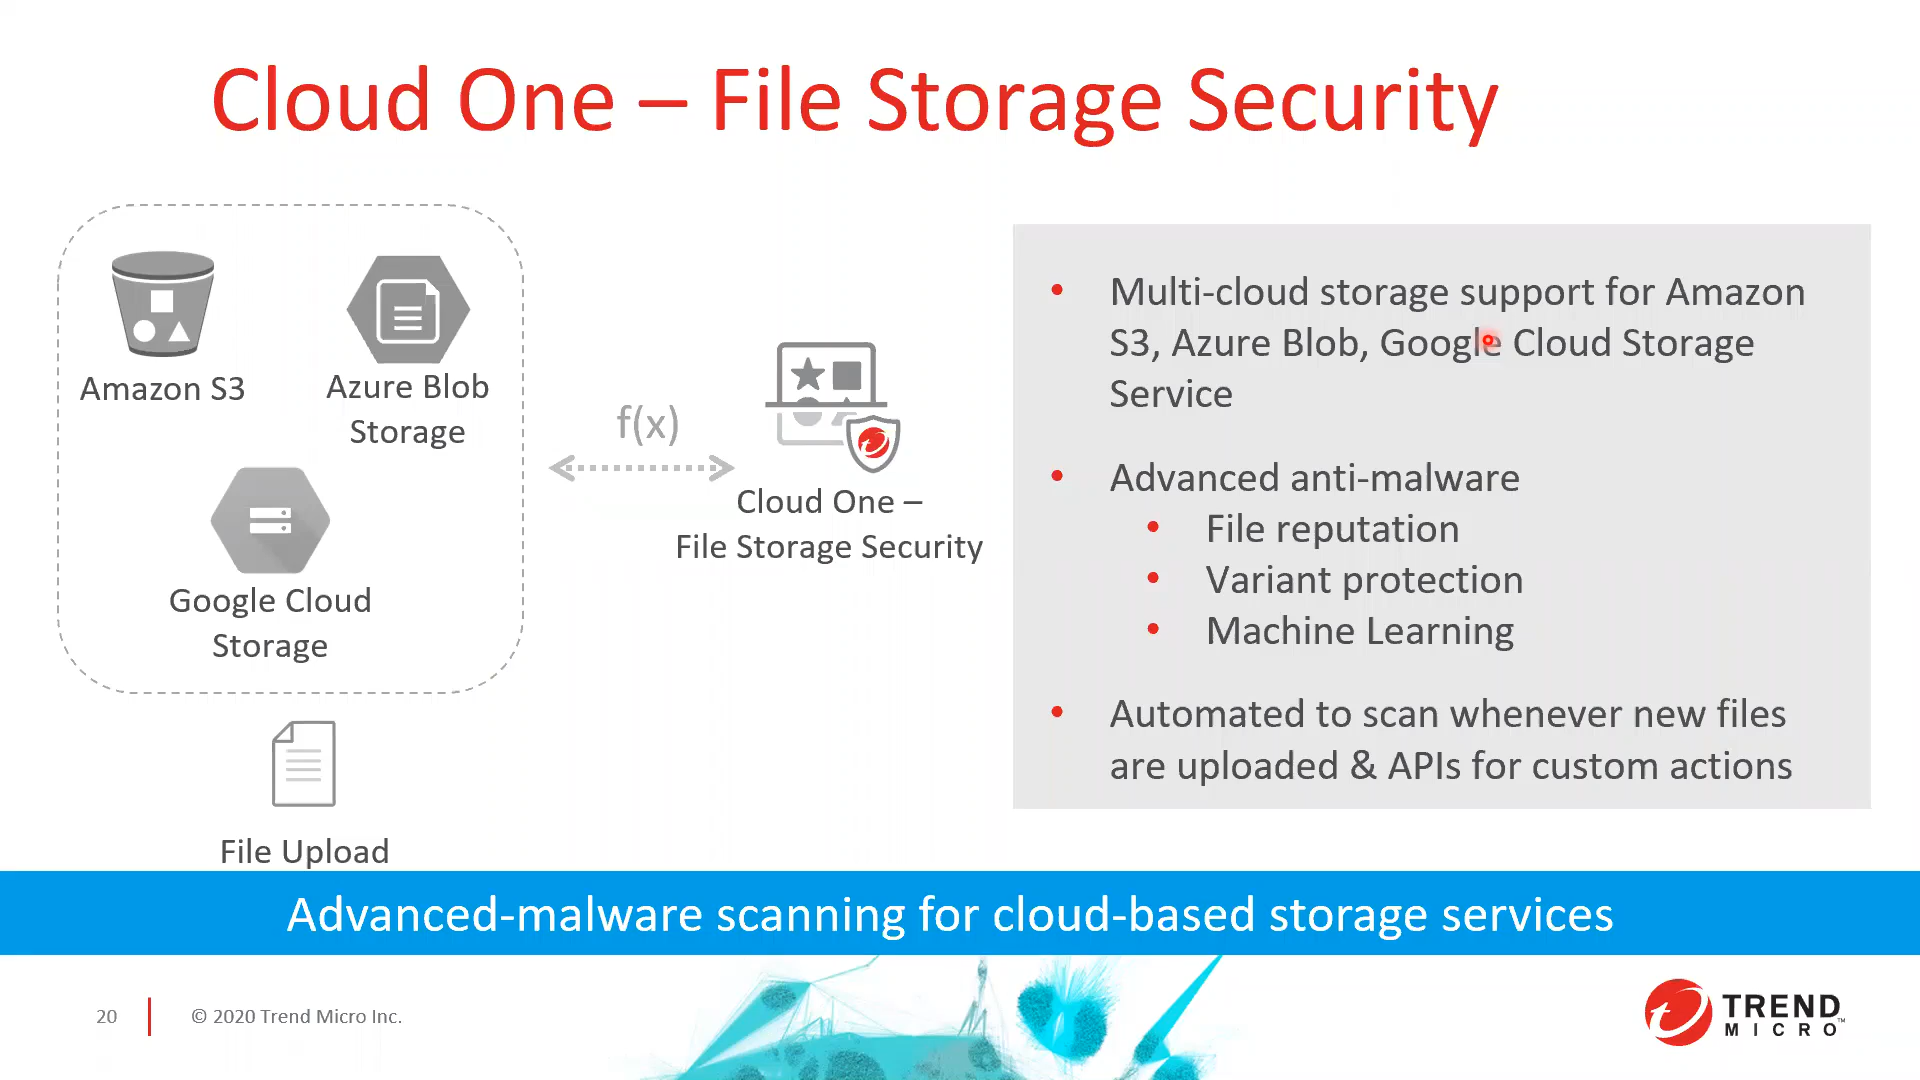 Cloud One – File Storage Security
Amazon S3
Azure Blob
Storage
Google Cloud
Storage
File Upload
f(x)
Cloud One –
File Storage Security
• Multi-cloud storage support for Amazon
S3, Azure Blob, Google Cloud Storage
Service
• Advanced anti-malware
• File reputation
• Variant protection
• Machine Learning
• Automated to scan whenever new files
are uploaded & APIs for custom actions
Advanced-malware scanning for cloud-based storage services
20
© 2020 Trend Micro Inc.
TREND
MICRO™